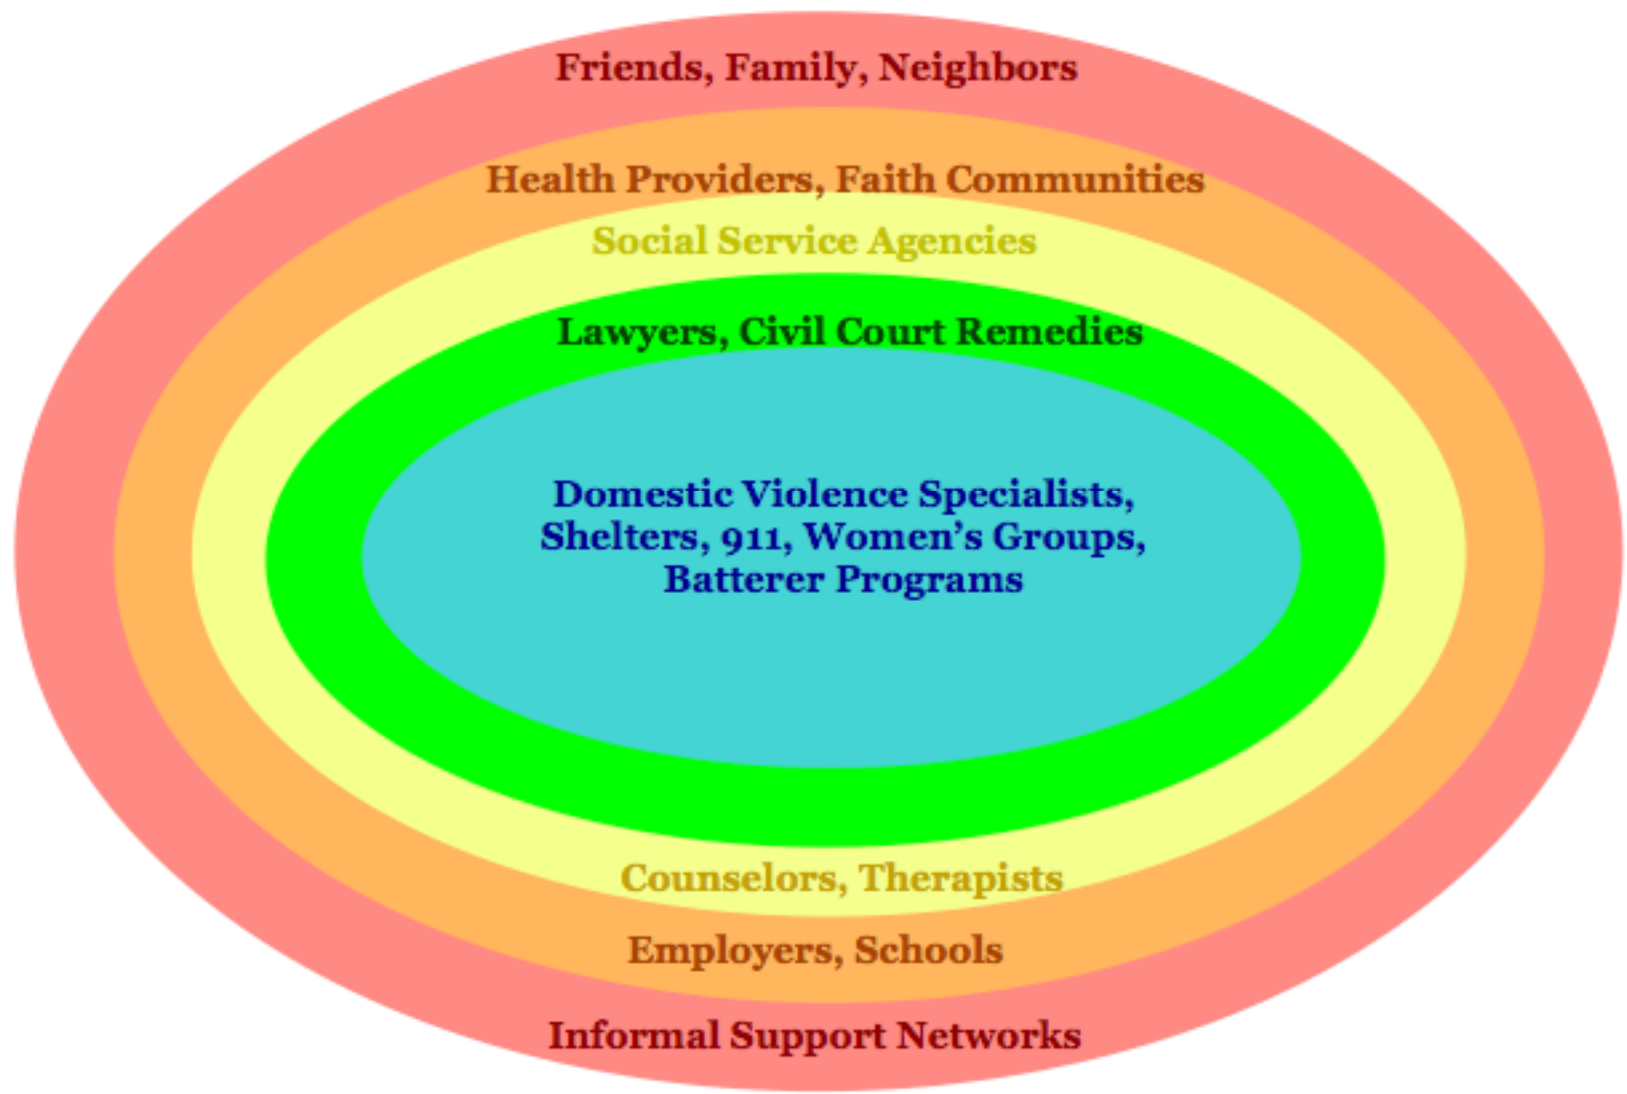 Friends, Family, Neighbors
Health Providers, Faith Communities
Social Service Agencies
Lawyers, Civil Court Remedies
Domestic Violence Specialists,
Shelters, 911, Women’s Groups,
Batterer Programs
Counselors, Therapists
Employers, Schools
Informal Support Networks